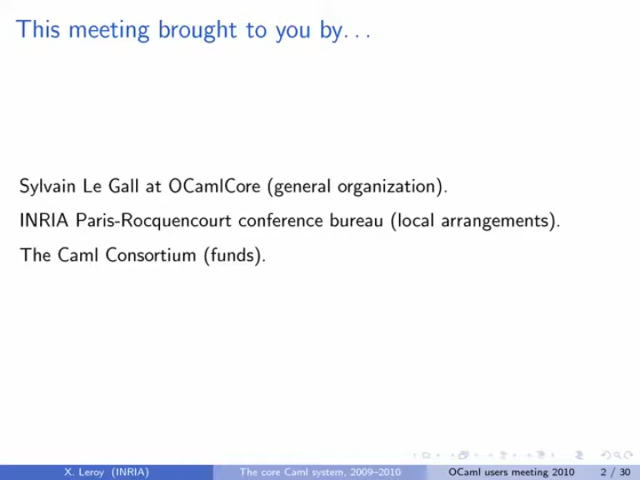 This meeting brought to you by...
Sylvain Le Gall at OCamlCore (general organization).
INRIA Paris-Rocquencourt conference bureau (local arrangements).
The Caml Consortium (funds).
X. Leroy (INRIA) The core Caml system, 2009–2010 OCaml users meeting 2010 2 / 30